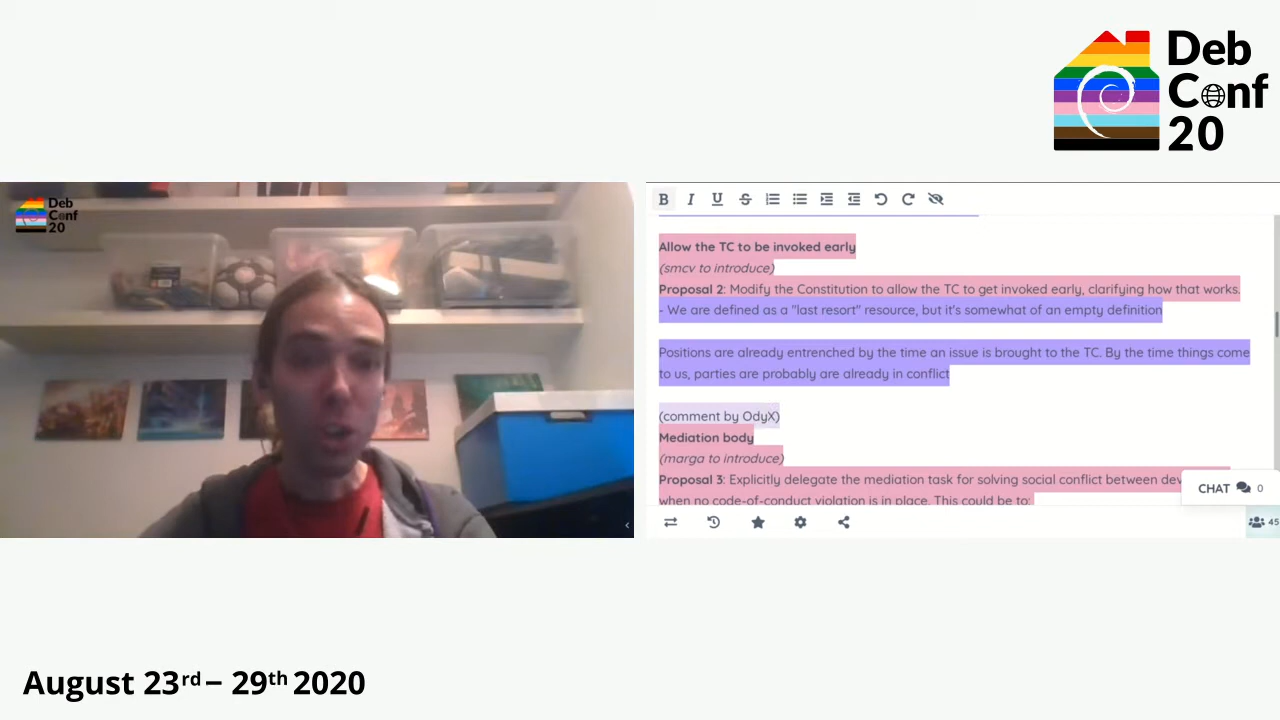 Deb
Conf
20
Deb
Conf
20
B I U S
Allow the TC to be invoked early
(smcv to introduce)
Proposal 2: Modify the Constitution to allow the TC to get invoked early, clarifying how that works.
- We are defined as a "last resort" resource, but it's somewhat of an empty definition
Positions are already entrenched by the time an issue is brought to the TC. By the time things come
to us, parties are probably are already in conflict
(comment by OdyX)
Mediation body
(marga to introduce)
Proposal 3: Explicitly delegate the mediation task for solving social conflict between dev
when no code-of-conduct violation is in place. This could be to:
CHAT 0
45
August 23rd – 29th 2020